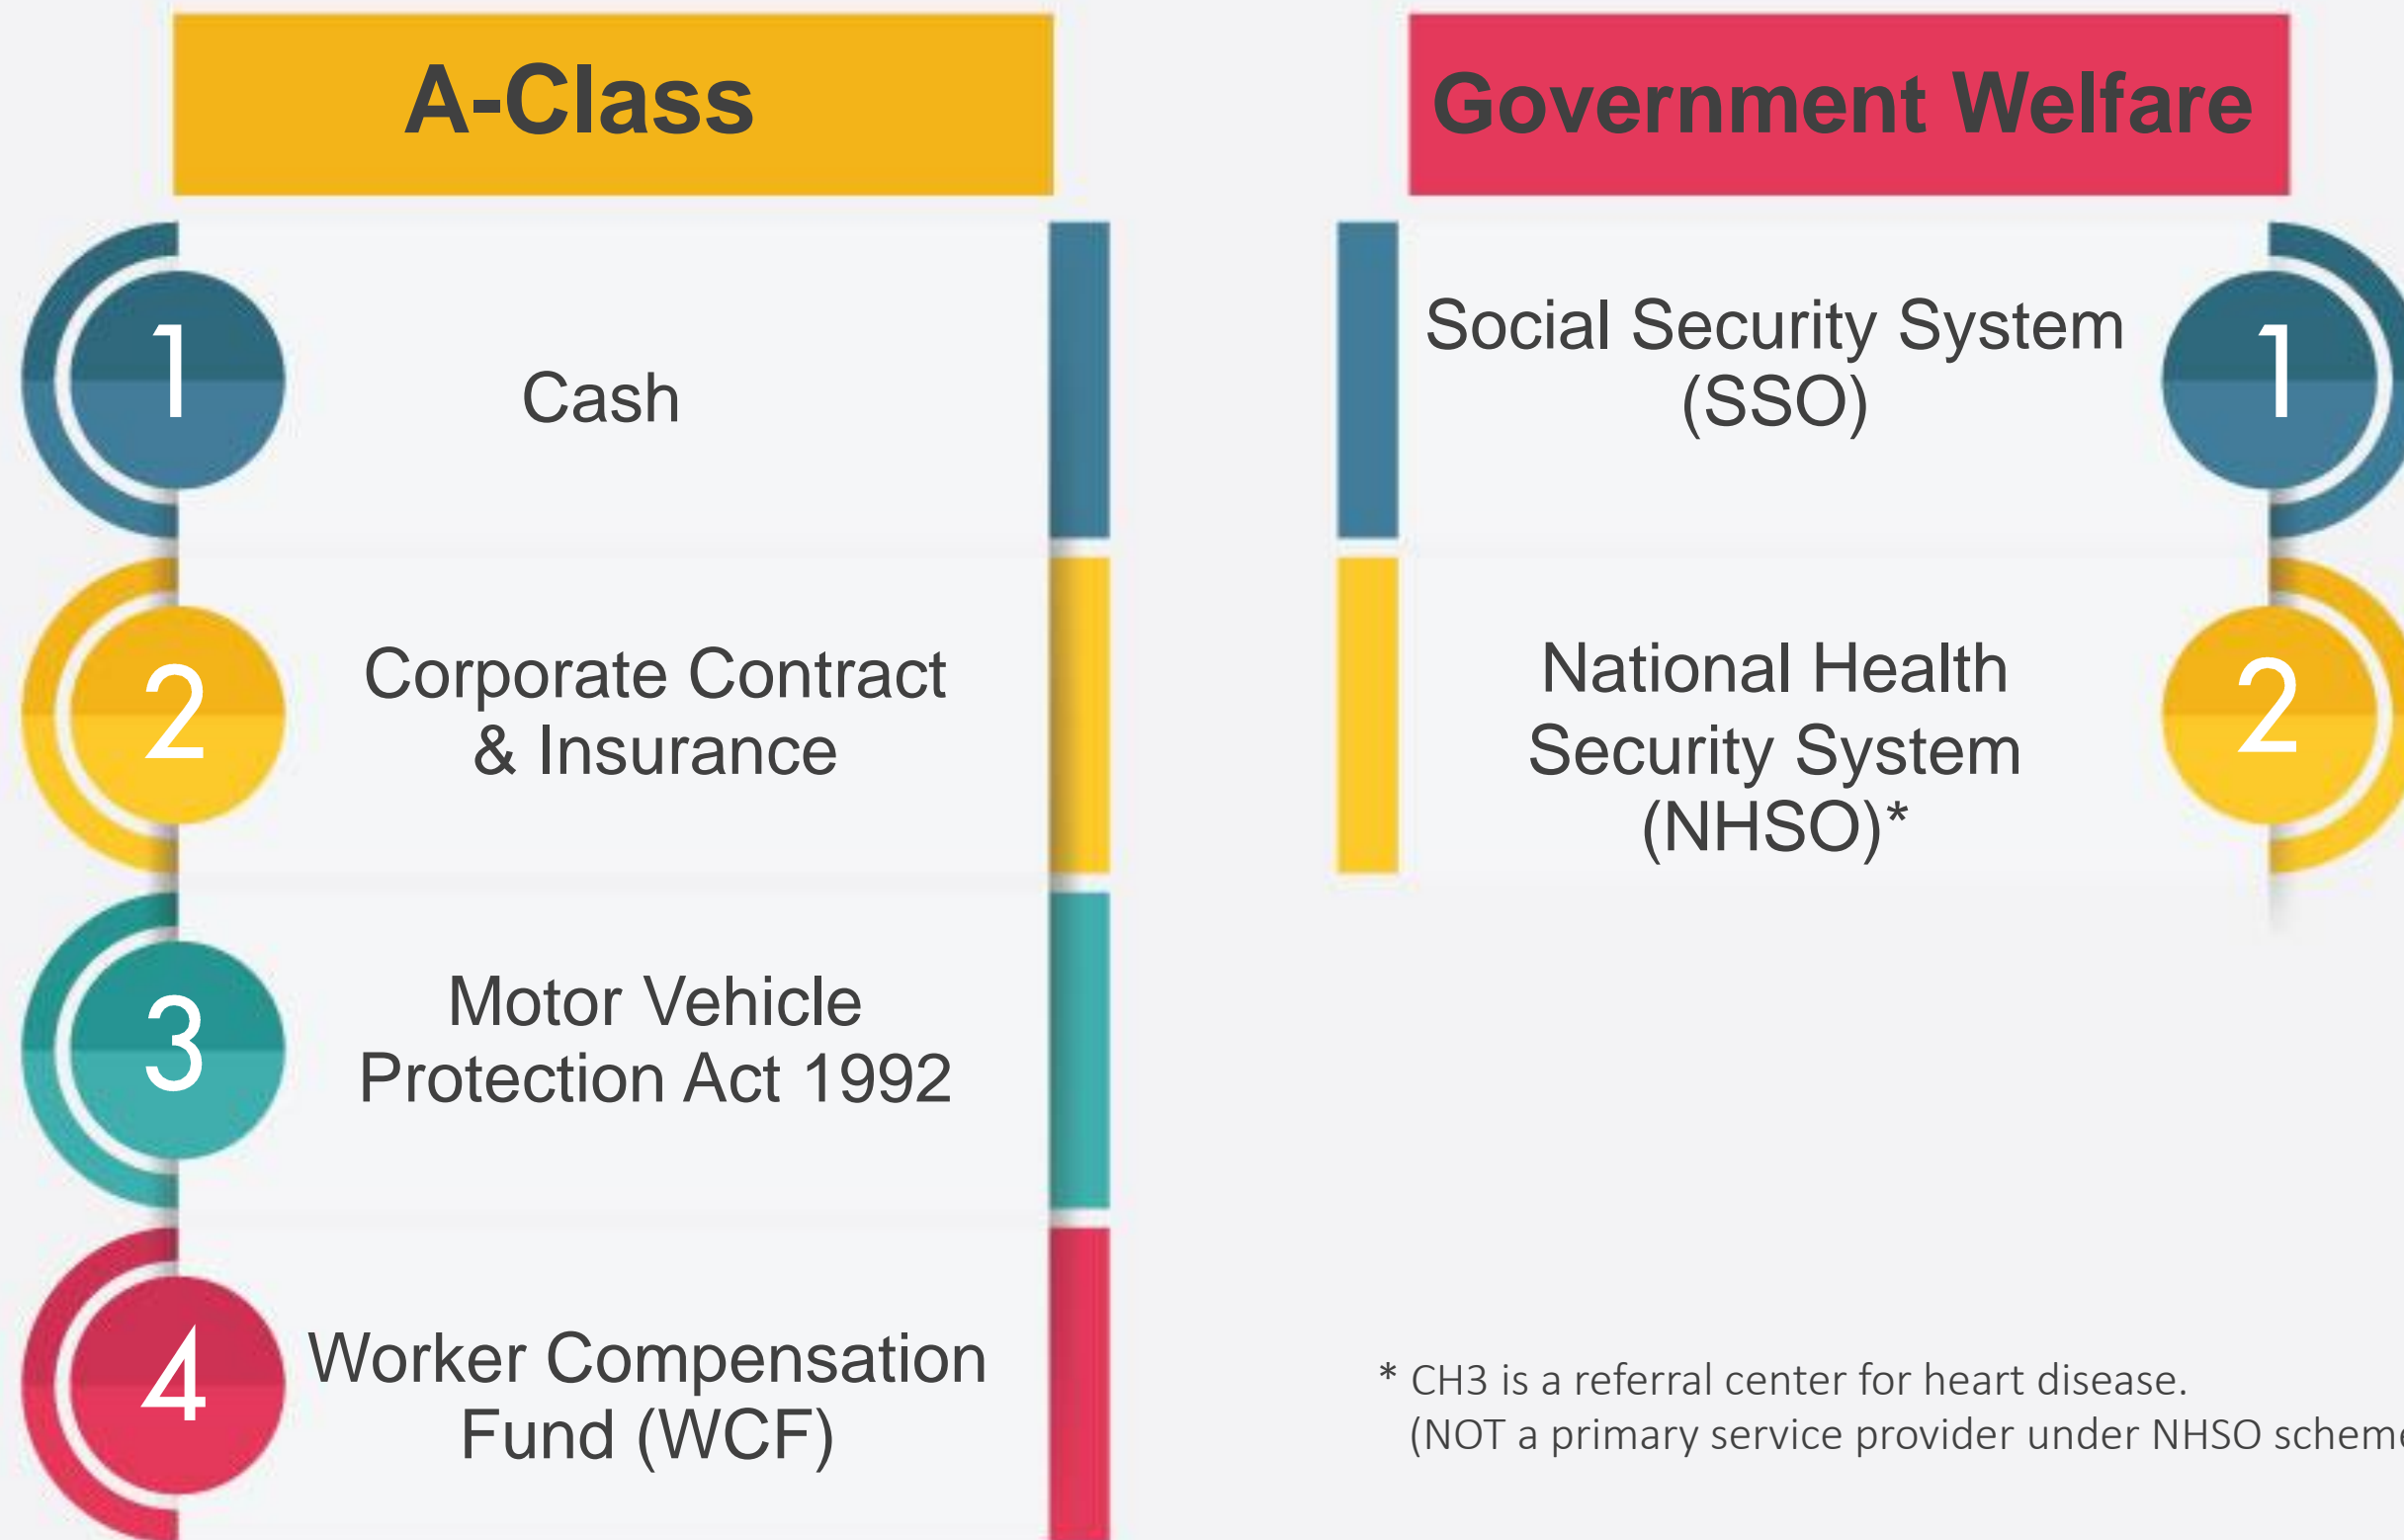 A-Class
1
Cash
2
Corporate Contract
& Insurance
3
Motor Vehicle
Protection Act 1992
4
Worker Compensation
Fund (WCF)
Government Welfare
Social Security System
(SSO)
1
National Health
Security System
(NHSO)*
2
* CH3 is a referral center for heart disease.
(NOT a primary service provider under NHSO scheme